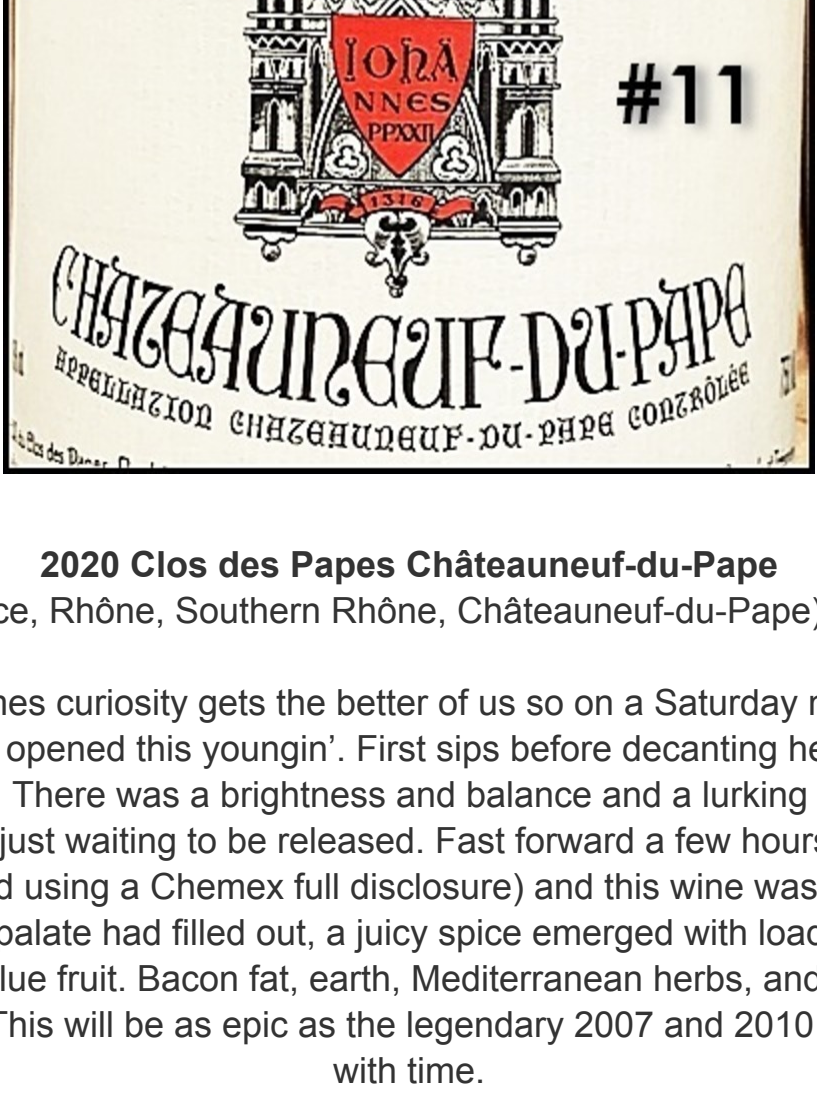 IOHA
NNES
PPXXII
#11
1316
CHATEAUNEUF-DU-PAPE
APPELLATION CHATEAUNEUF-DU-PAPE CONTRÔLÉE
Clos des
2020 Clos des Papes Châteauneuf-du-Pape
ce, Rhône, Southern Rhône, Châteauneuf-du-Pape)
nes curiosity gets the better of us so on a Saturday
opened this youngin’. First sips before decanting he
There was a brightness and balance and a lurking
just waiting to be released. Fast forward a few hours
d using a Chemex full disclosure) and this wine was
palate had filled out, a juicy spice emerged with load
lue fruit. Bacon fat, earth, Mediterranean herbs, and
This will be as epic as the legendary 2007 and 2010
with time.